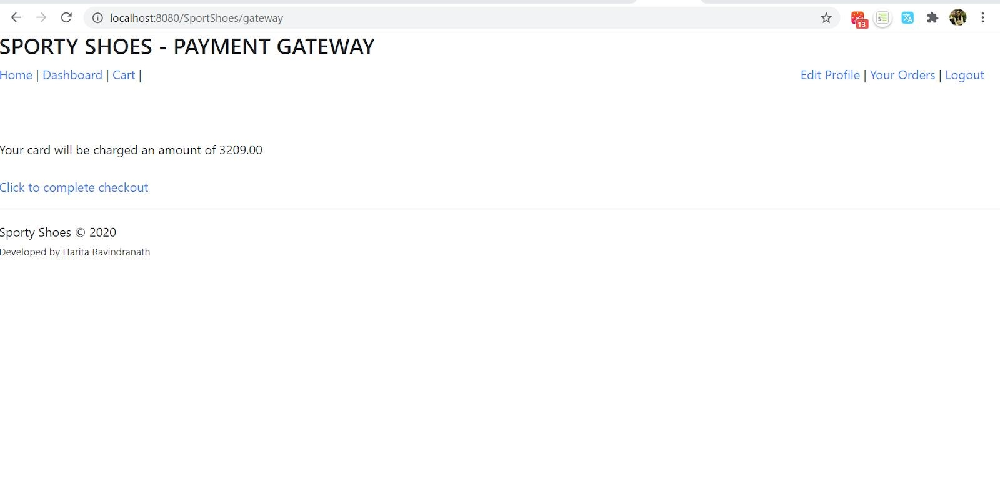 localhost:8080/SportShoes/gateway
13
SPORTY SHOES - PAYMENT GATEWAY
Home | Dashboard | Cart |
Edit Profile | Your Orders | Logout
Your card will be charged an amount of 3209.00
Click to complete checkout
Sporty Shoes © 2020
Developed by Harita Ravindranath